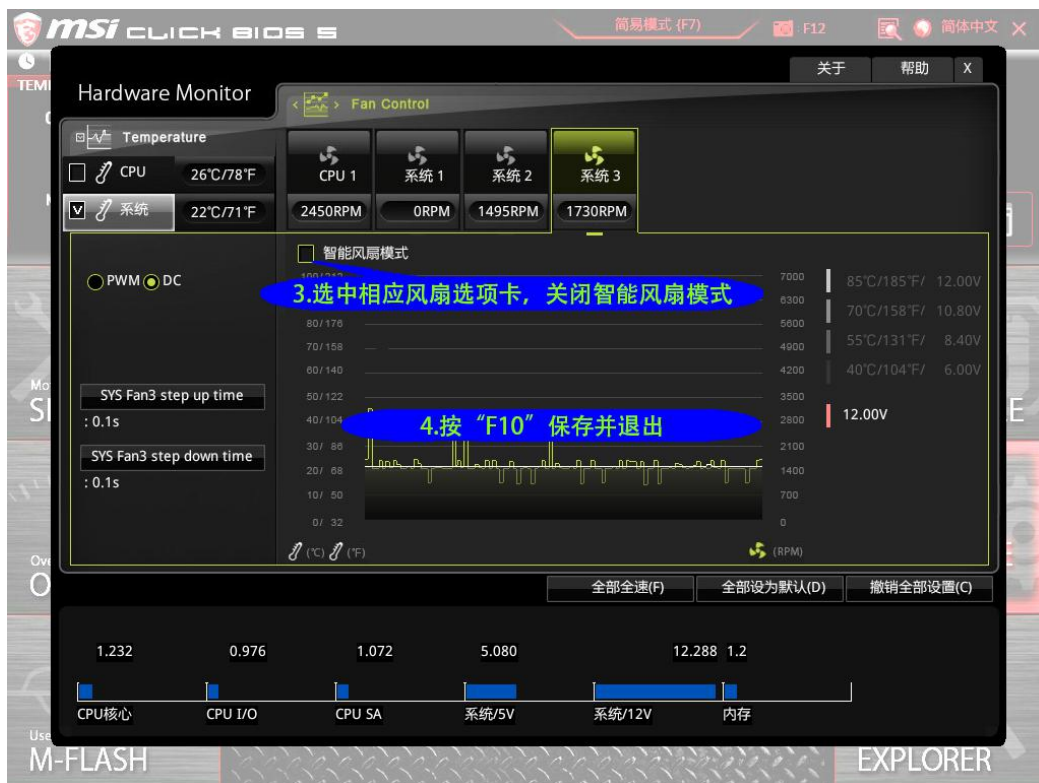 msi CLICK BIOS 5
简易模式 (F7)
F12
简体中文 X
TEM
关于 帮助 X
Hardware Monitor
Fan Control
Temperature
CPU 26℃/78℉
系统 22℃/71℉
CPU 1 系统 1 系统 2 系统 3
2450RPM 0RPM 1495RPM 1730RPM
智能风扇模式
PWM DC
3.选中相应风扇选项卡，关闭智能风扇模式
7000
6300
80/176 5600
70/158 4900
60/140 4200
50/122 3500
40/104 2800
30/ 86 2100
20/ 68 1400
10/ 50 700
0/ 32 0
85℃/185℉/ 12.00V
70℃/158℉/ 10.80V
55℃/131℉/ 8.40V
40℃/104℉/ 6.00V
12.00V
4.按“F10”保存并退出
SYS Fan3 step up time
: 0.1s
SYS Fan3 step down time
: 0.1s
(℃) (℉) (RPM)
全部全速(F) 全部设为默认(D) 撤销全部设置(C)
1.232 0.976 1.072 5.080 12.288 1.2
CPU核心 CPU I/O CPU SA 系统/5V 系统/12V 内存
Use
M-FLASH EXPLORER